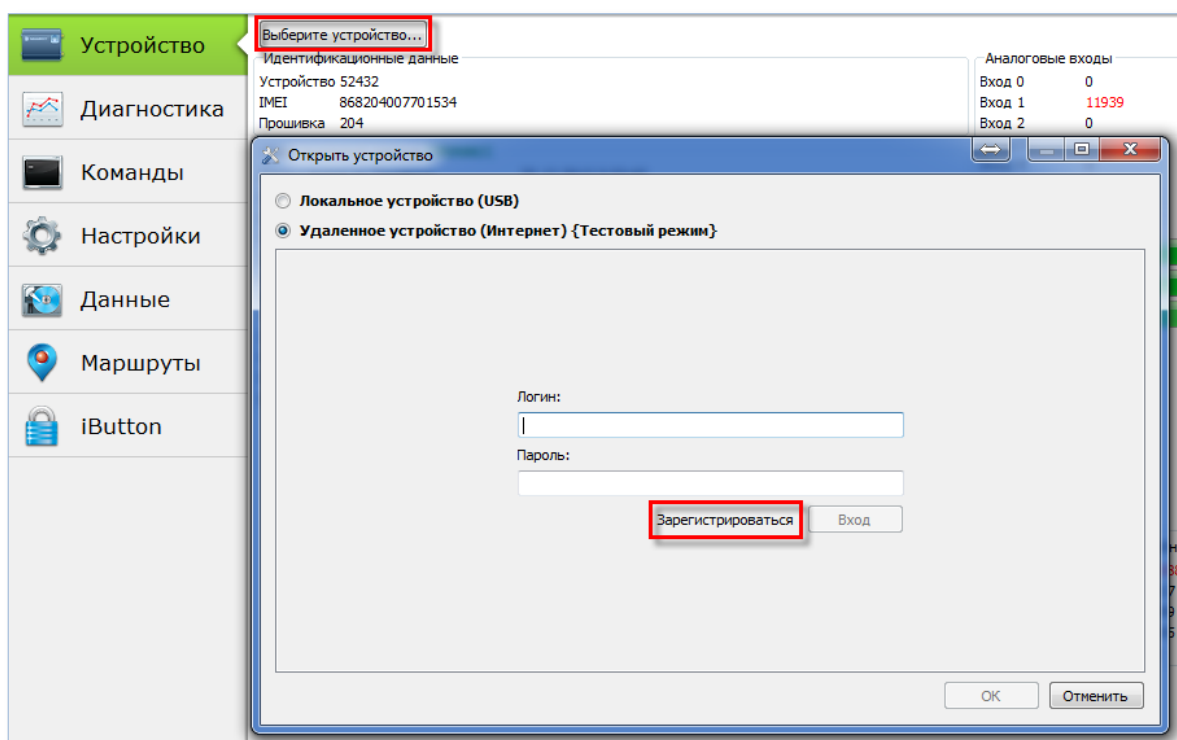 Устройство
Диагностика
Команды
Настройки
Данные
Маршруты
iButton
Выберите устройство...
Идентификационные данные
Устройство 52432
IMEI 868204007701534
Прошивка 204
Аналоговые входы
Вход 0 0
Вход 1 11939
Вход 2 0
Открыть устройство
Локальное устройство (USB)
Удаленное устройство (Интернет) {Тестовый режим}
Логин:
Пароль:
Зарегистрироваться Вход
OK Отменить